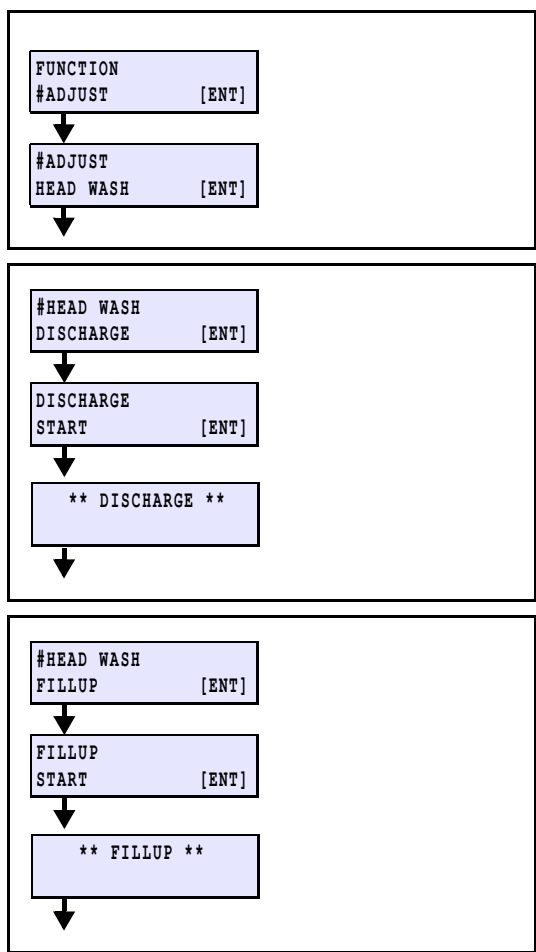 FUNCTION
#ADJUST [ENT]
#ADJUST
HEAD WASH [ENT]
#HEAD WASH
DISCHARGE [ENT]
DISCHARGE
START [ENT]
** DISCHARGE **
#HEAD WASH
FILLUP [ENT]
FILLUP
START [ENT]
** FILLUP **